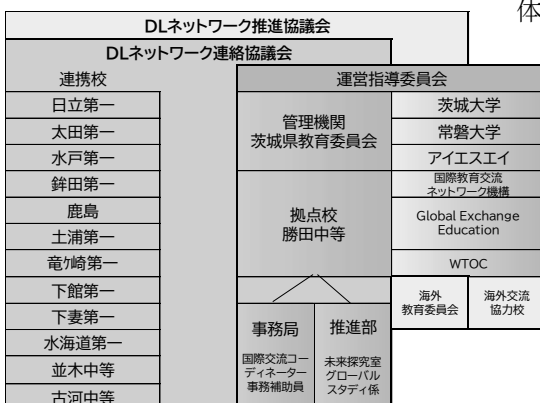 体
DLネットワーク推進協議会
DLネットワーク連絡協議会
連携校
日立第一
太田第一
水戸第一
鉾田第一
鹿島
土浦第一
竜ケ崎第一
下館第一
下妻第一
水海道第一
並木中等
古河中等
運営指導委員会
管理機関
茨城県教育委員会
拠点校
勝田中等
事務局
国際交流コー
ディネーター
事務補助員
推進部
未来探究室
グローバル
スタディ係
茨城大学
常磐大学
アイエスエイ
国際教育交流
ネットワーク機構
Global Exchange
Education
WTOC
海外
教育委員会
海外交流
協力校